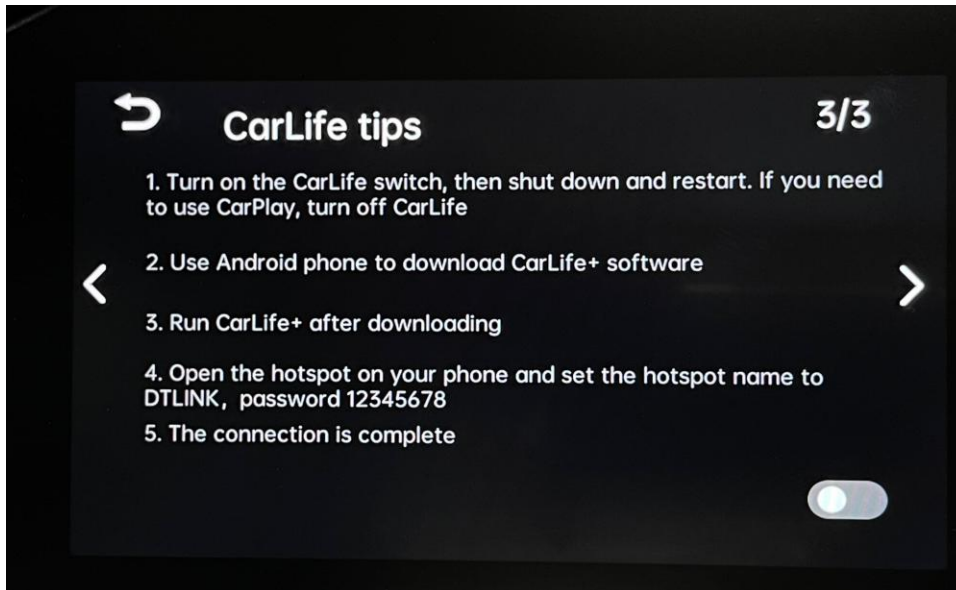 CarLife tips
3/3
1. Turn on the CarLife switch, then shut down and restart. If you need
to use CarPlay, turn off CarLife
2. Use Android phone to download CarLife+ software
3. Run CarLife+ after downloading
4. Open the hotspot on your phone and set the hotspot name to
DTLINK, password 12345678
5. The connection is complete